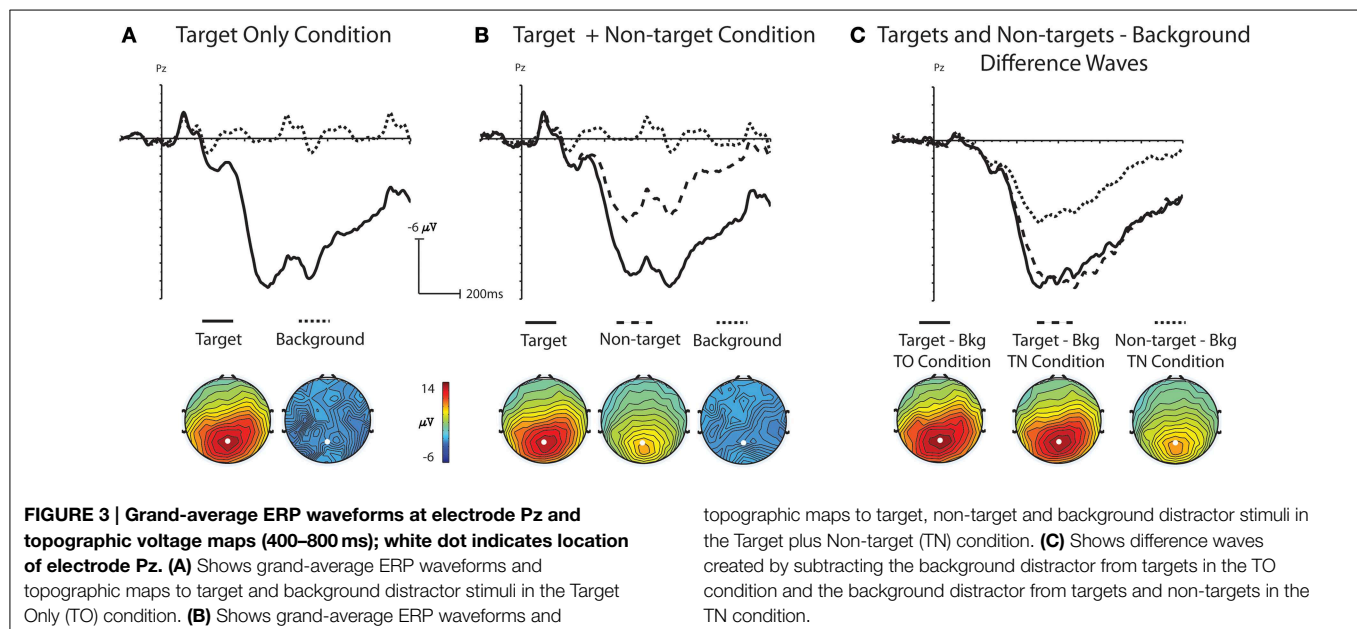 A Target Only Condition
B Target + Non-target Condition
C Targets and Non-targets - Background
Difference Waves
Pz
Pz
Pz
-6 μV
200ms
Target
Background
Target
Non-target
Background
Target - Bkg
TO Condition
Target - Bkg
TN Condition
Non-target - Bkg
TN Condition
14
μV
-6
FIGURE 3 | Grand-average ERP waveforms at electrode Pz and
topographic voltage maps (400–800 ms); white dot indicates location
of electrode Pz. (A) Shows grand-average ERP waveforms and
topographic maps to target and background distractor stimuli in the Target
Only (TO) condition. (B) Shows grand-average ERP waveforms and
topographic maps to target, non-target and background distractor stimuli in
the Target plus Non-target (TN) condition. (C) Shows difference waves
created by subtracting the background distractor from targets in the TO
condition and the background distractor from targets and non-targets in the
TN condition.